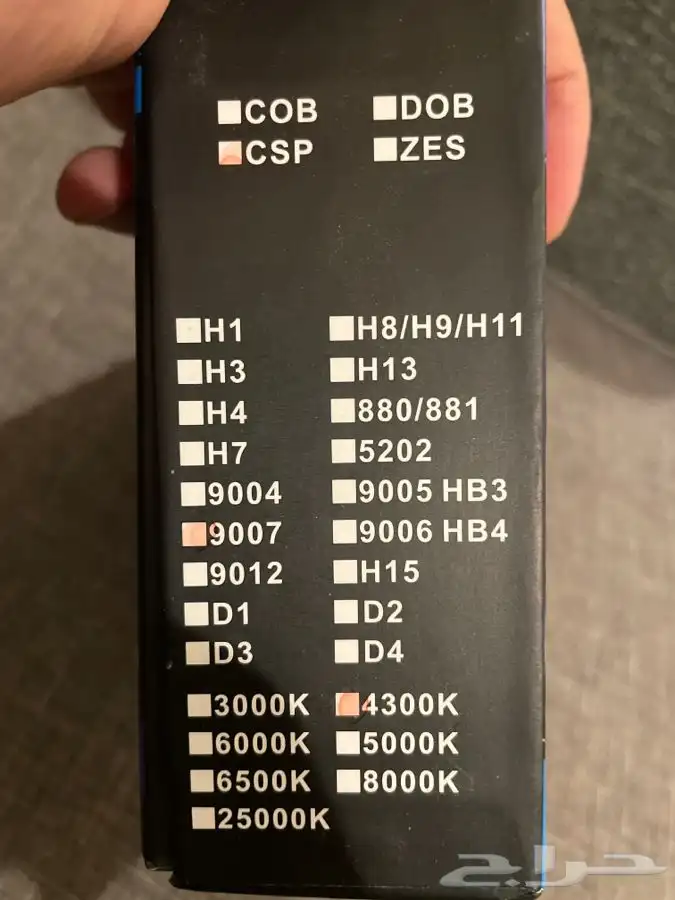 COB DOB
CSP ZES
H1 H8/H9/H11
H3 H13
H4 880/881
H7 5202
9004 9005 HB3
9007 9006 HB4
9012 H15
D1 D2
D3 D4
3000K 4300K
6000K 5000K
6500K 8000K
25000K
حراج